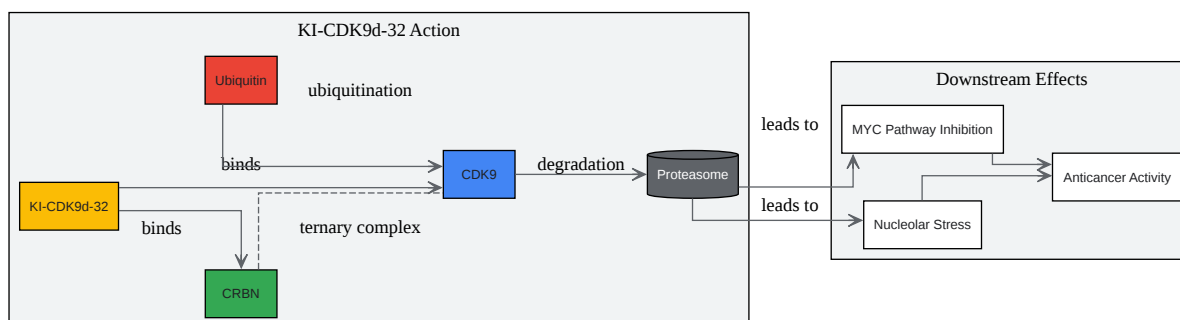 KI-CDK9d-32 Action
Ubiquitin
ubiquitination
binds
CDK9
degradation
Proteasome
KI-CDK9d-32
binds
ternary complex
CRBN
leads to
leads to
Downstream Effects
MYC Pathway Inhibition
Anticancer Activity
Nucleolar Stress